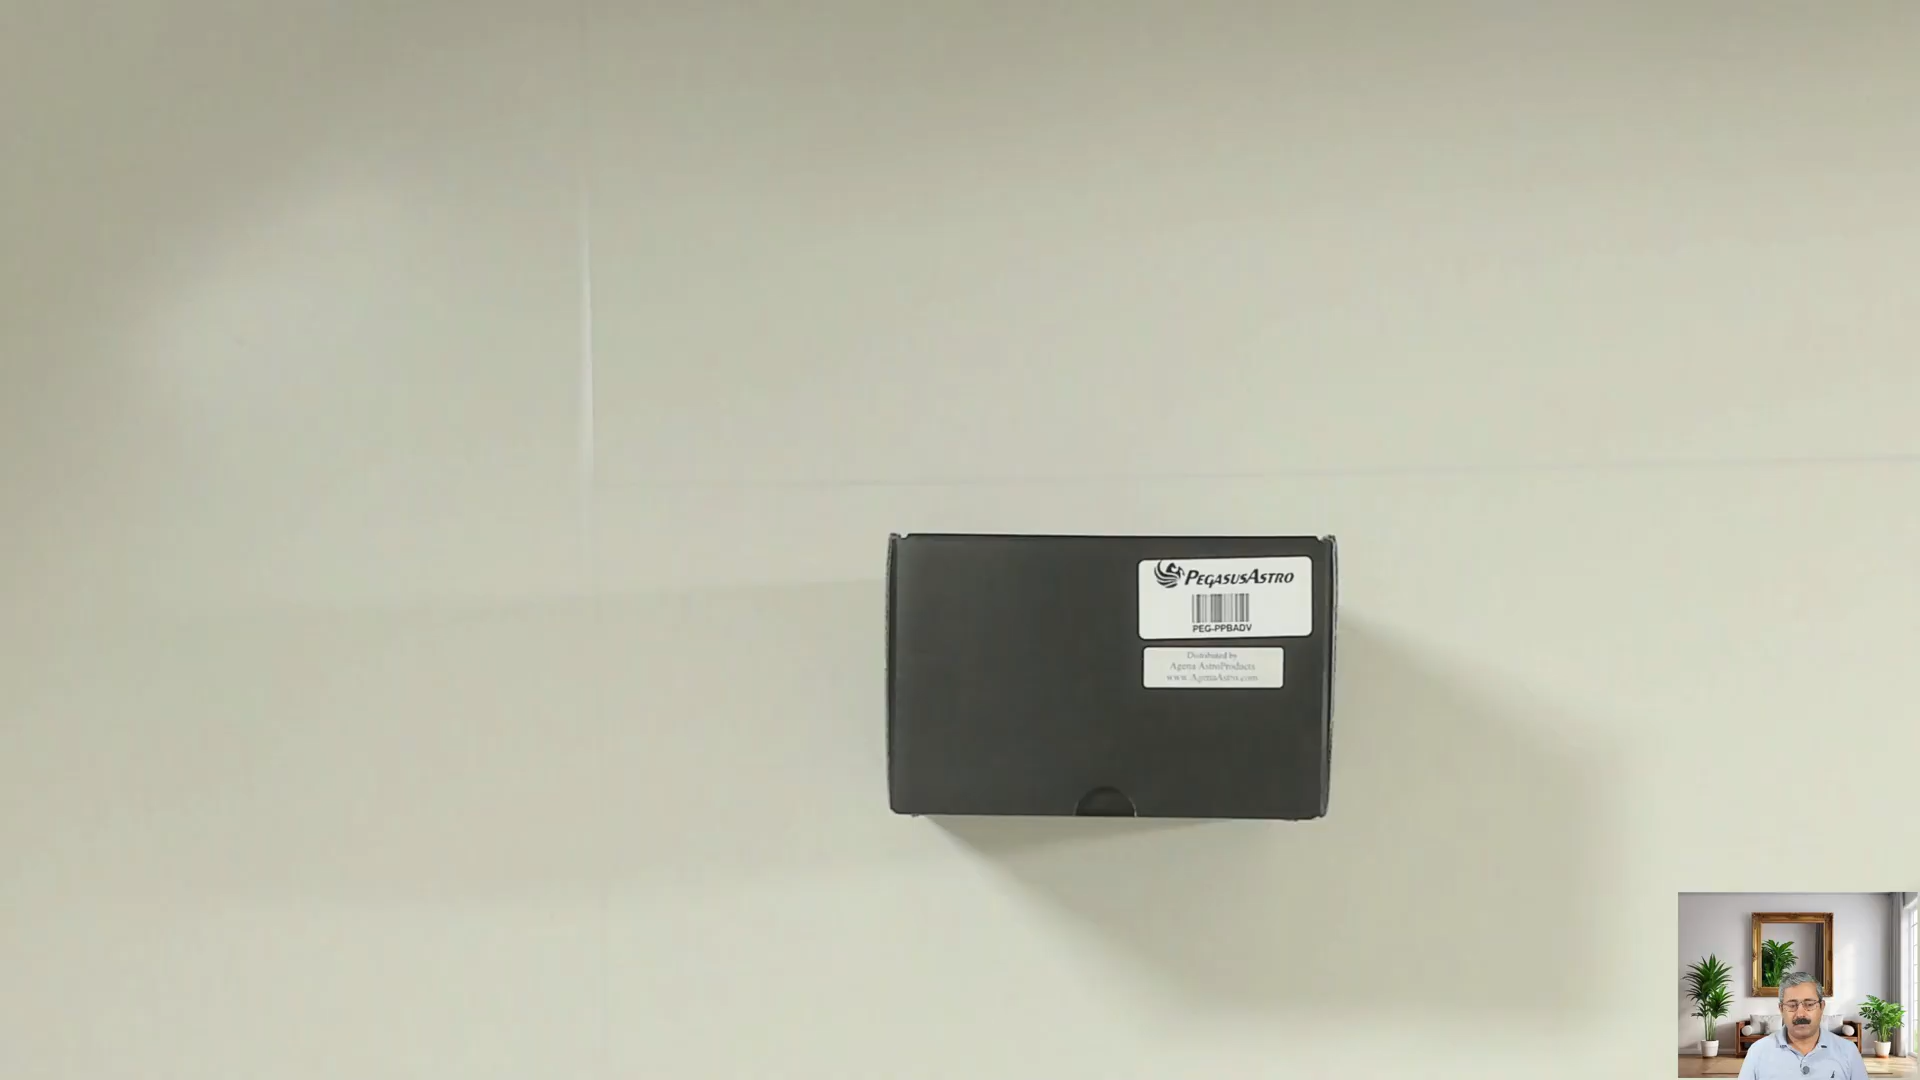 PEGASUSASTRO
PEG-PPBADV
Distributed by
Agena AstroProducts
www.AgenaAstro.com